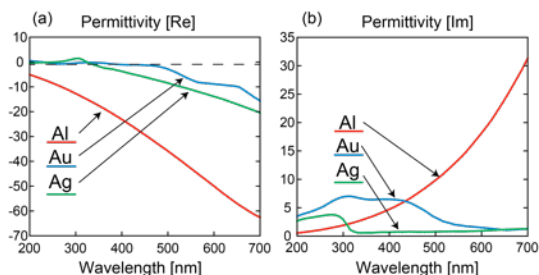 (a) Permittivity [Re]
10
0
-10
-20
-30
-40
-50
-60
-70
Al
Au
Ag
200 300 400 500 600 700
Wavelength [nm]
(b) Permittivity [Im]
35
30
25
20
15
10
5
0
Al
Au
Ag
200 300 400 500 600 700
Wavelength [nm]